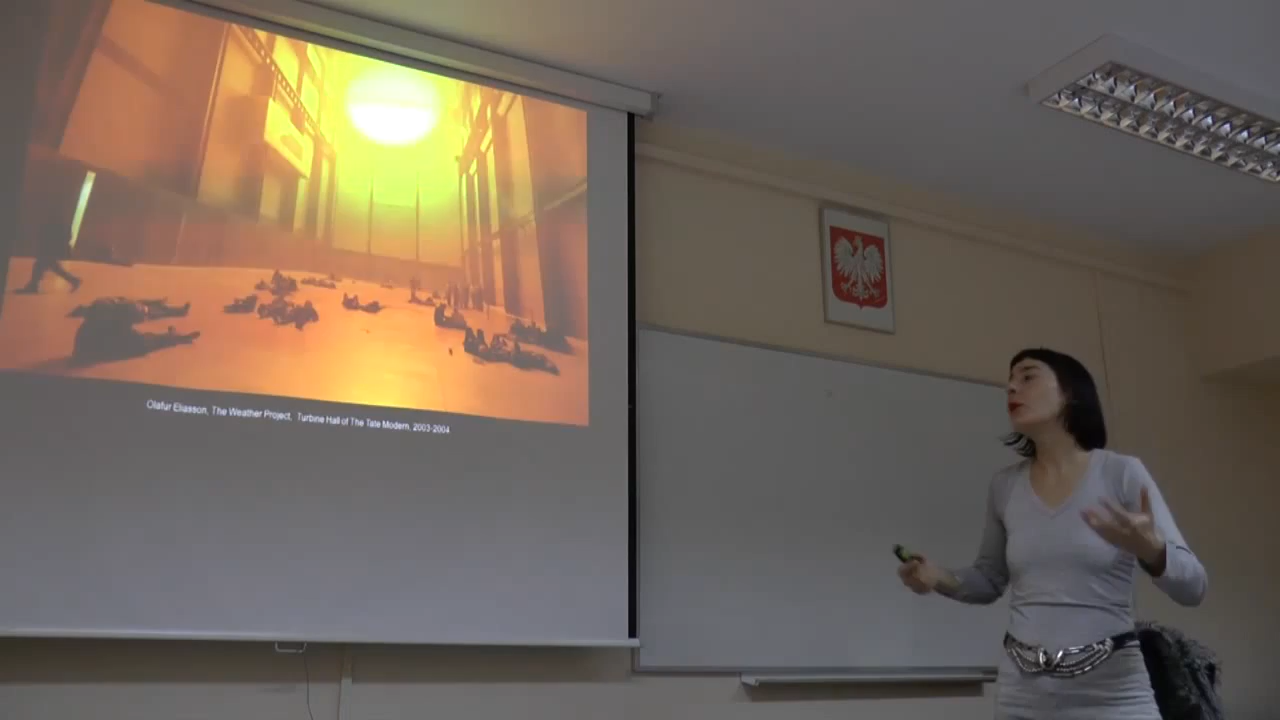 Olafur Eliasson, The Weather Project, Turbine Hall of The Tate Modern, 2003-2004